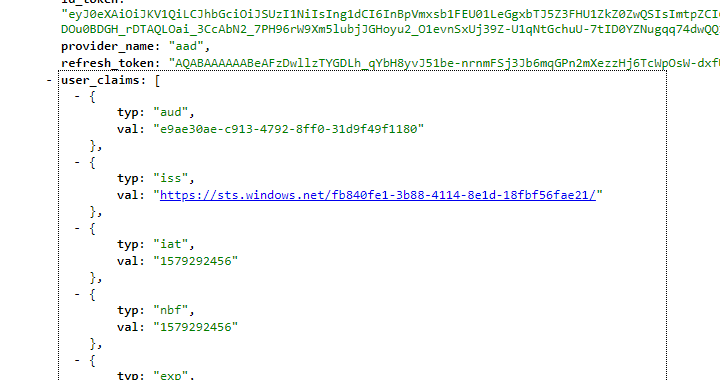 id_token:
"eyJ0eXAiOiJKV1QiLCJhbGciOiJSUzI1NiIsIng1dCI6InBpVmxsb1FEU01LeGgxbTJ5Z3FHU1ZkZ0ZwQSIsImtpZCI6
DOu0BDGH_rDTAQLOai_3CcAbN2_7PH96rW9Xm5lubjJGHoyu2_O1evnSxUj39Z-U1qNtGchuU-7tID0YZNugqq74dwQQ
provider_name: "aad",
refresh_token: "AQABAAAAAABeAFzDwllzTYGDLh_qYbH8yvJ51be-nrnmFSj3Jb6mqGPn2mXezzHj6TcWpOsW-dxfU
- user_claims: [
- {
typ: "aud",
val: "e9ae30ae-c913-4792-8ff0-31d9f49f1180"
},
- {
typ: "iss",
val: "https://sts.windows.net/fb840fe1-3b88-4114-8e1d-18fbf56fae21/"
},
- {
typ: "iat",
val: "1579292456"
},
- {
typ: "nbf",
val: "1579292456"
},
- {
typ: "exp",